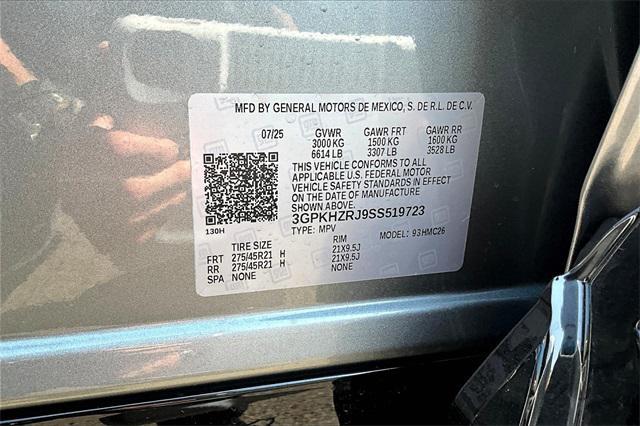 MFD BY GENERAL MOTORS DE MEXICO, S. DE R.L. DE C.V.
07/25 GVWR GAWR FRT GAWR RR
3000 KG 1500 KG 1600 KG
6614 LB 3307 LB 3528 LB
THIS VEHICLE CONFORMS TO ALL
APPLICABLE U.S. FEDERAL MOTOR
VEHICLE SAFETY STANDARDS IN EFFECT
ON THE DATE OF MANUFACTURE
SHOWN ABOVE.
3GPKHZRJ9SS519723
130H TYPE: MPV MODEL: 93HMC26
TIRE SIZE RIM
FRT 275/45R21 H 21X9.5J
RR 275/45R21 H 21X9.5J
SPA NONE NONE